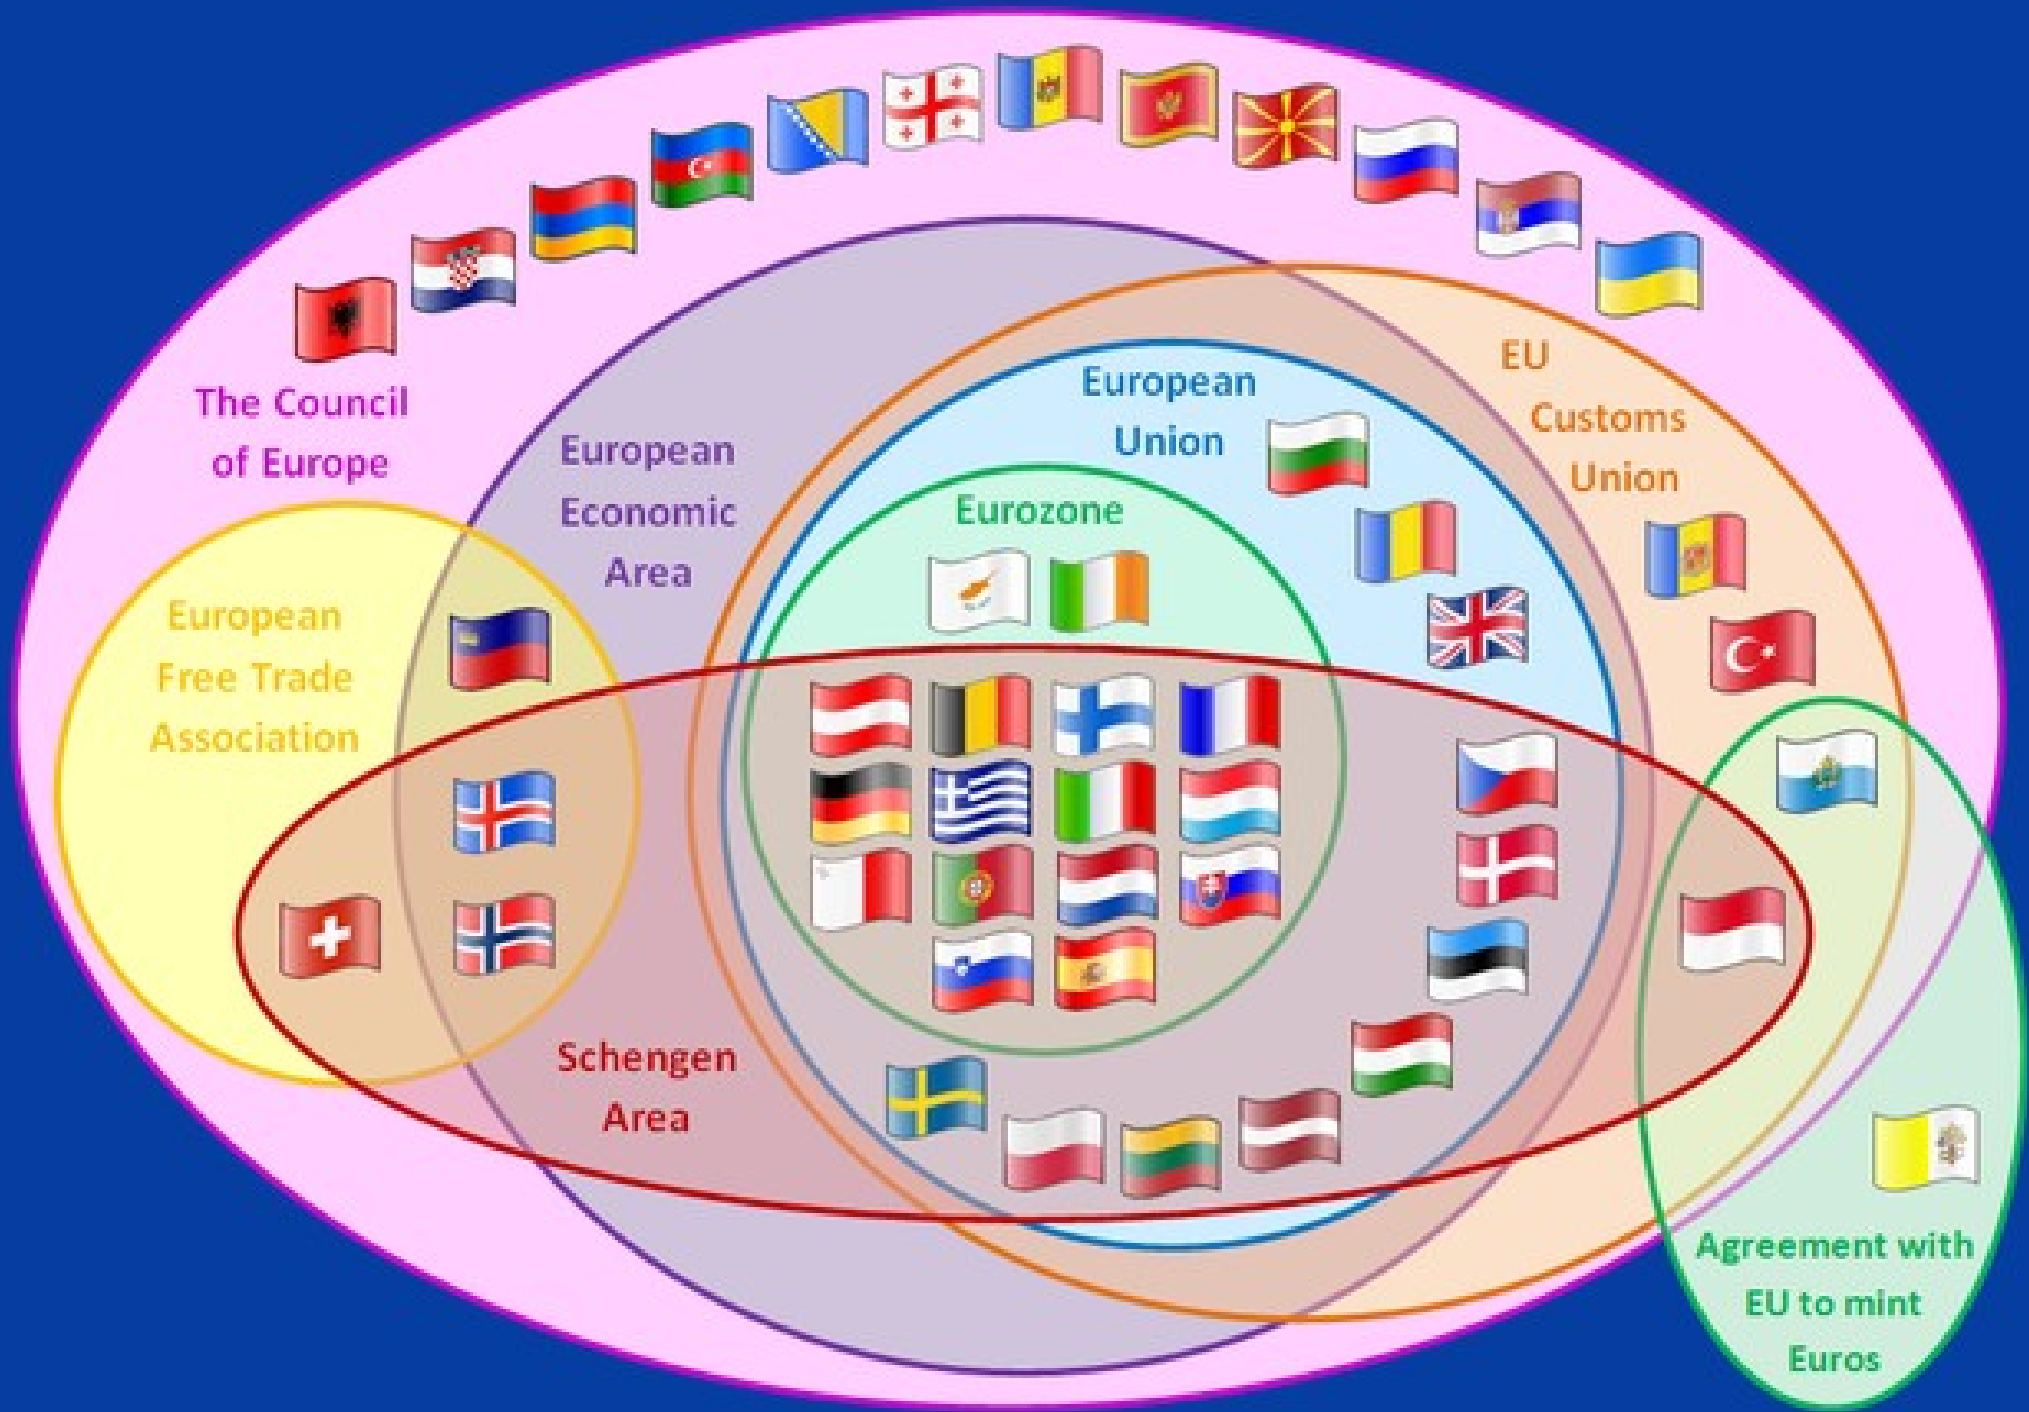 The Council
of Europe
European
Economic
Area
European
Union
EU
Customs
Union
Eurozone
European
Free Trade
Association
Schengen
Area
Agreement with
EU to mint
Euros